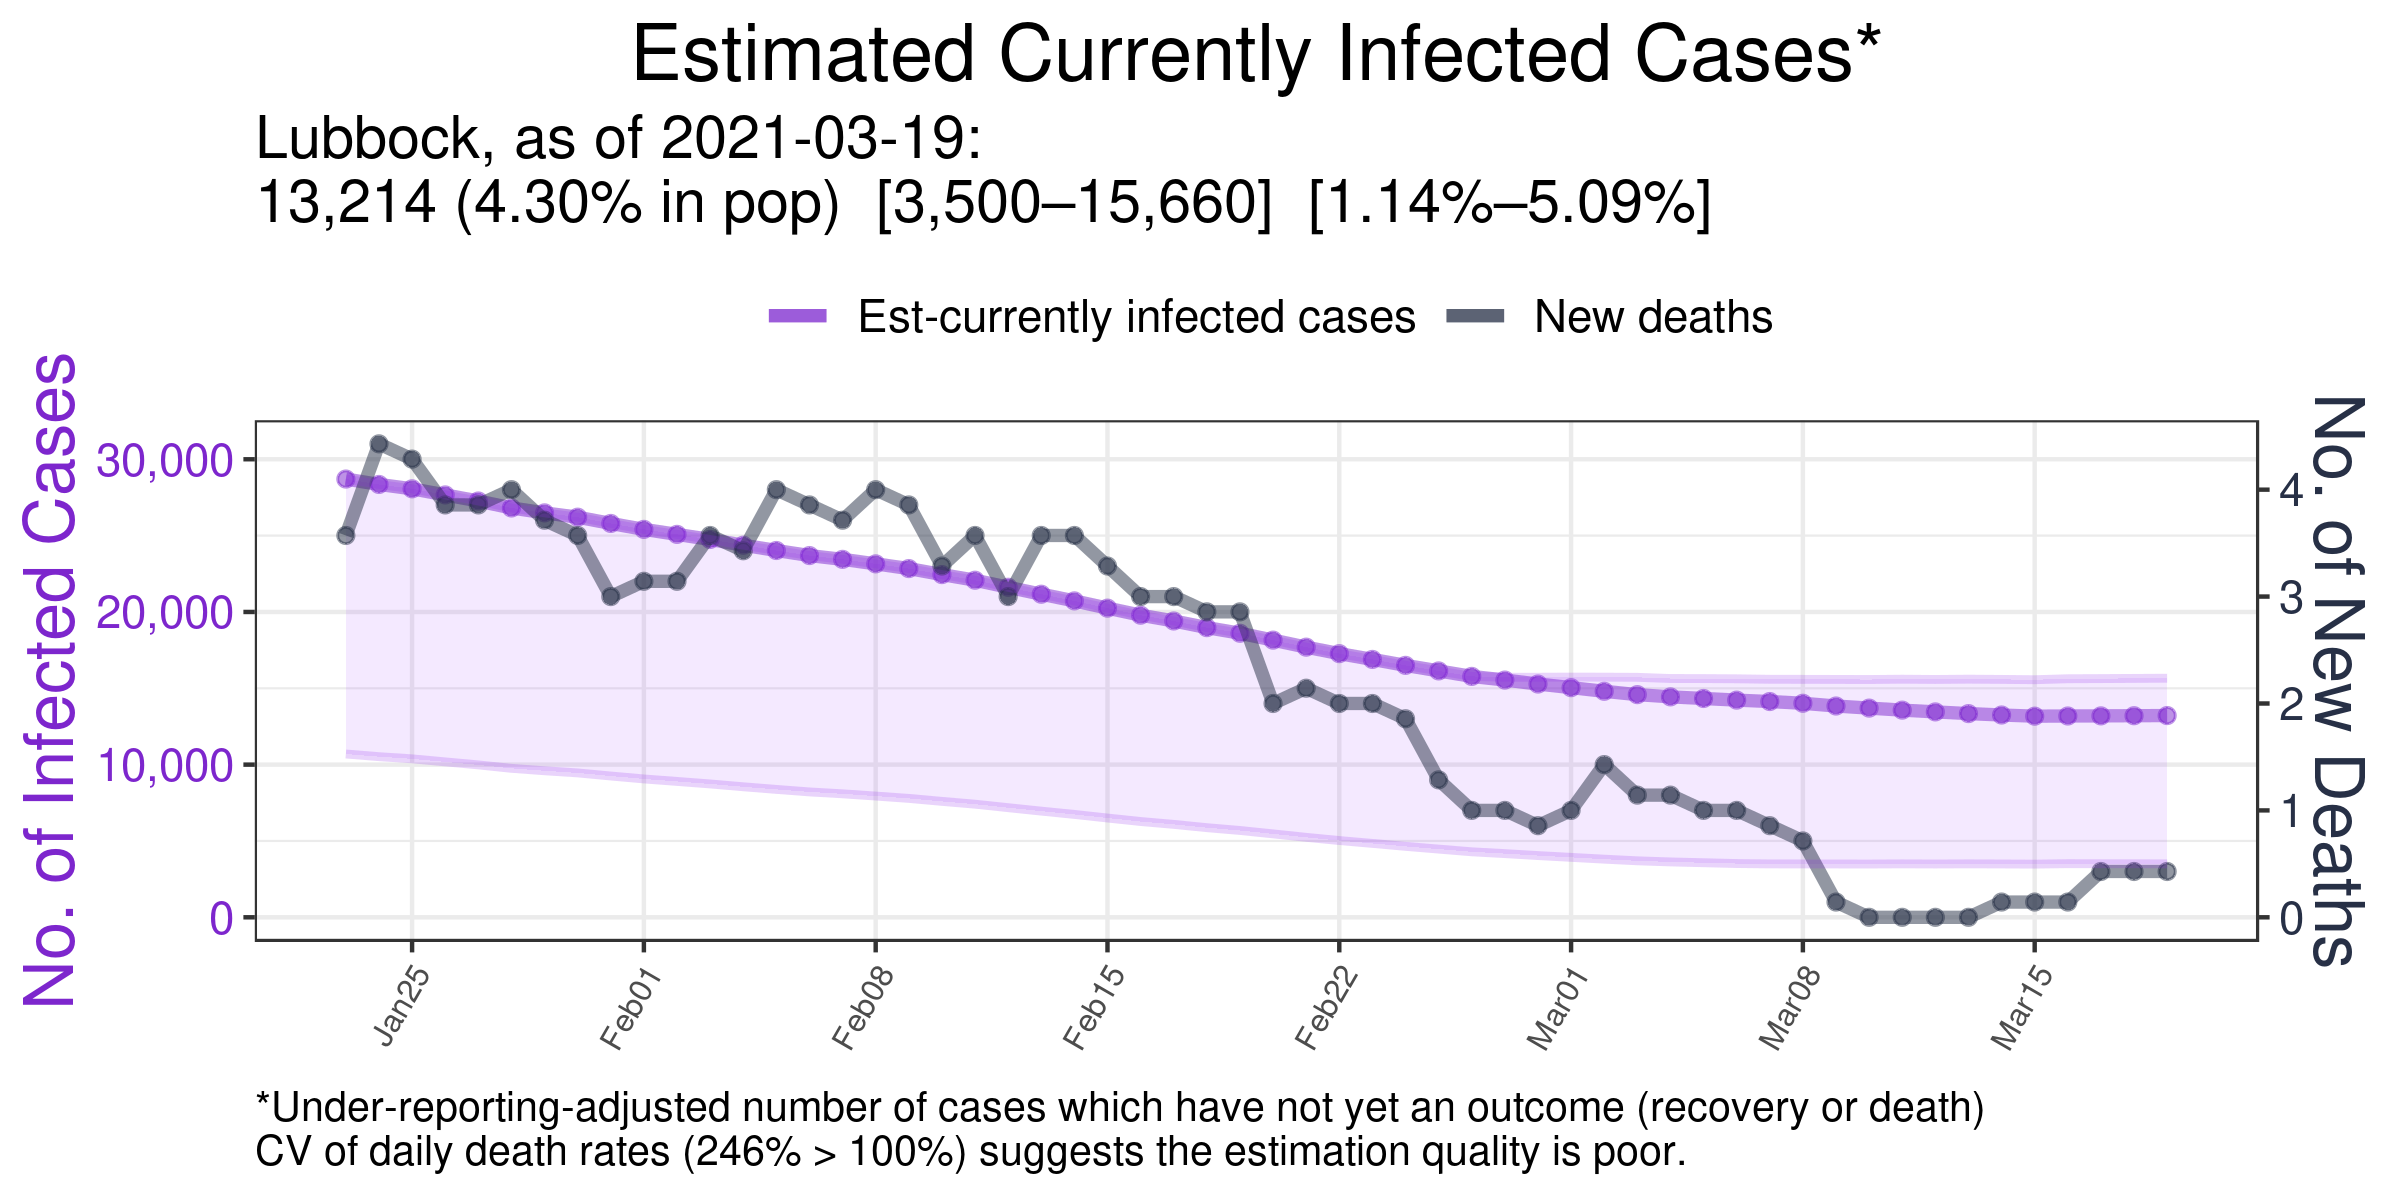 Estimated Currently Infected Cases*
Lubbock, as of 2021-03-19:
13,214 (4.30% in pop)  [3,500–15,660]  [1.14%–5.09%]
Est-currently infected cases
New deaths
No. of Infected Cases
30,000
20,000
10,000
0
4
3
2
1
0
No. of New Deaths
Jan25
Feb01
Feb08
Feb15
Feb22
Mar01
Mar08
Mar15
*Under-reporting-adjusted number of cases which have not yet an outcome (recovery or death)
CV of daily death rates (246% > 100%) suggests the estimation quality is poor.